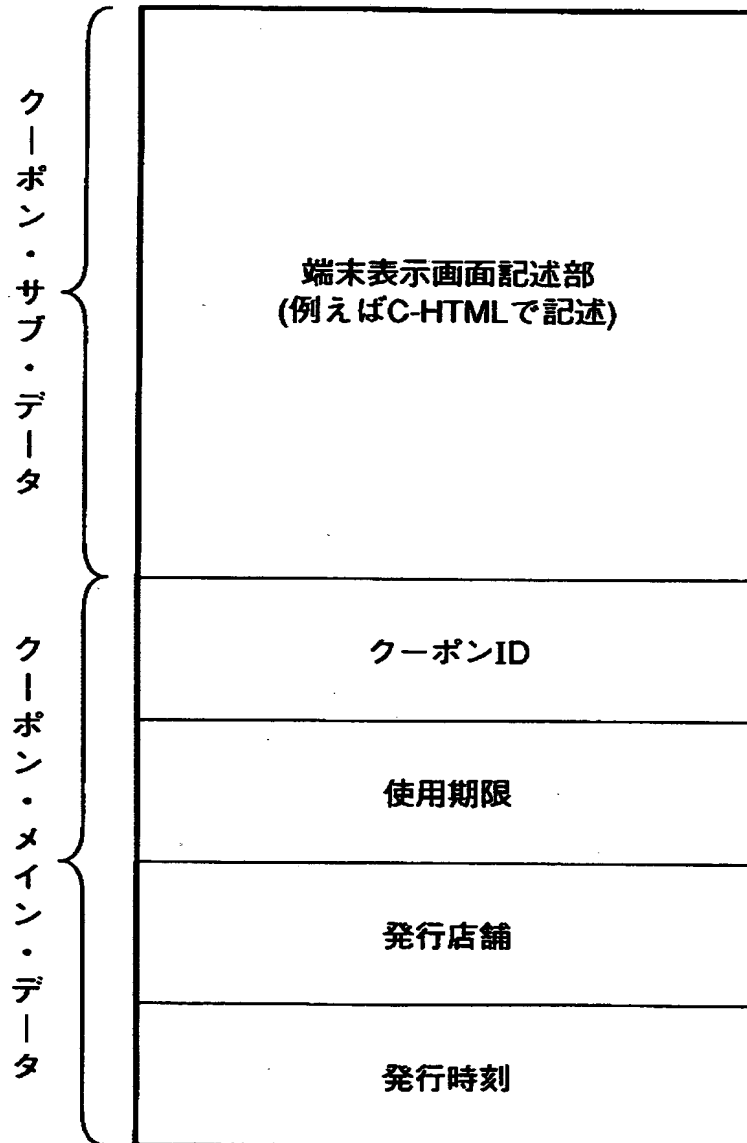 クーポン・サブ・データ
端末表示画面記述部
(例えばC-HTMLで記述)
クーポン・メイン・データ
クーポンID
使用期限
発行店舗
発行時刻